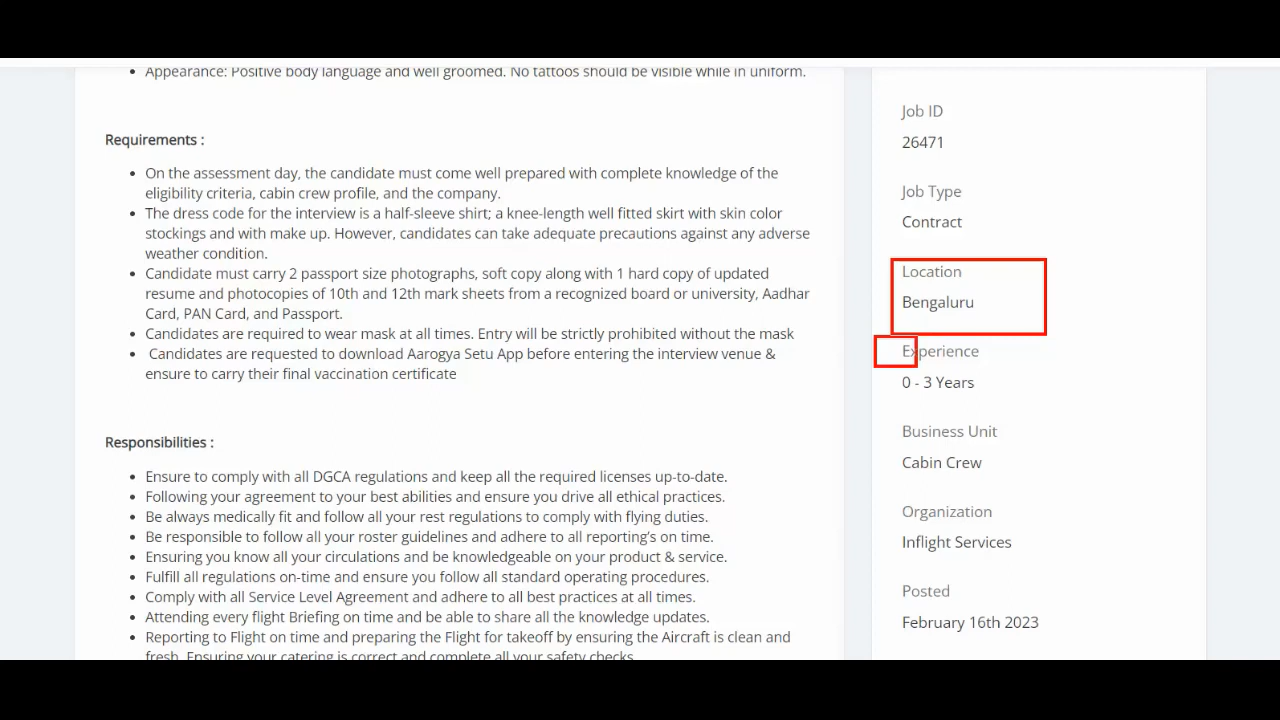 Appearance: Positive body language and well groomed. No tattoos should be visible while in uniform.
Requirements :
On the assessment day, the candidate must come well prepared with complete knowledge of the
eligibility criteria, cabin crew profile, and the company.
The dress code for the interview is a half-sleeve shirt; a knee-length well fitted skirt with skin color
stockings and with make up. However, candidates can take adequate precautions against any adverse
weather condition.
Candidate must carry 2 passport size photographs, soft copy along with 1 hard copy of updated
resume and photocopies of 10th and 12th mark sheets from a recognized board or university, Aadhar
Card, PAN Card, and Passport.
Candidates are required to wear mask at all times. Entry will be strictly prohibited without the mask
Candidates are requested to download Aarogya Setu App before entering the interview venue &
ensure to carry their final vaccination certificate
Responsibilities :
Ensure to comply with all DGCA regulations and keep all the required licenses up-to-date.
Following your agreement to your best abilities and ensure you drive all ethical practices.
Be always medically fit and follow all your rest regulations to comply with flying duties.
Be responsible to follow all your roster guidelines and adhere to all reporting's on time.
Ensuring you know all your circulations and be knowledgeable on your product & service.
Fulfill all regulations on-time and ensure you follow all standard operating procedures.
Comply with all Service Level Agreement and adhere to all best practices at all times.
Attending every flight Briefing on time and be able to share all the knowledge updates.
Reporting to Flight on time and preparing the Flight for takeoff by ensuring the Aircraft is clean and
fresh. Ensuring your catering is correct and complete all your safety checks.
Job ID
26471
Job Type
Contract
Location
Bengaluru
Experience
0 - 3 Years
Business Unit
Cabin Crew
Organization
Inflight Services
Posted
February 16th 2023